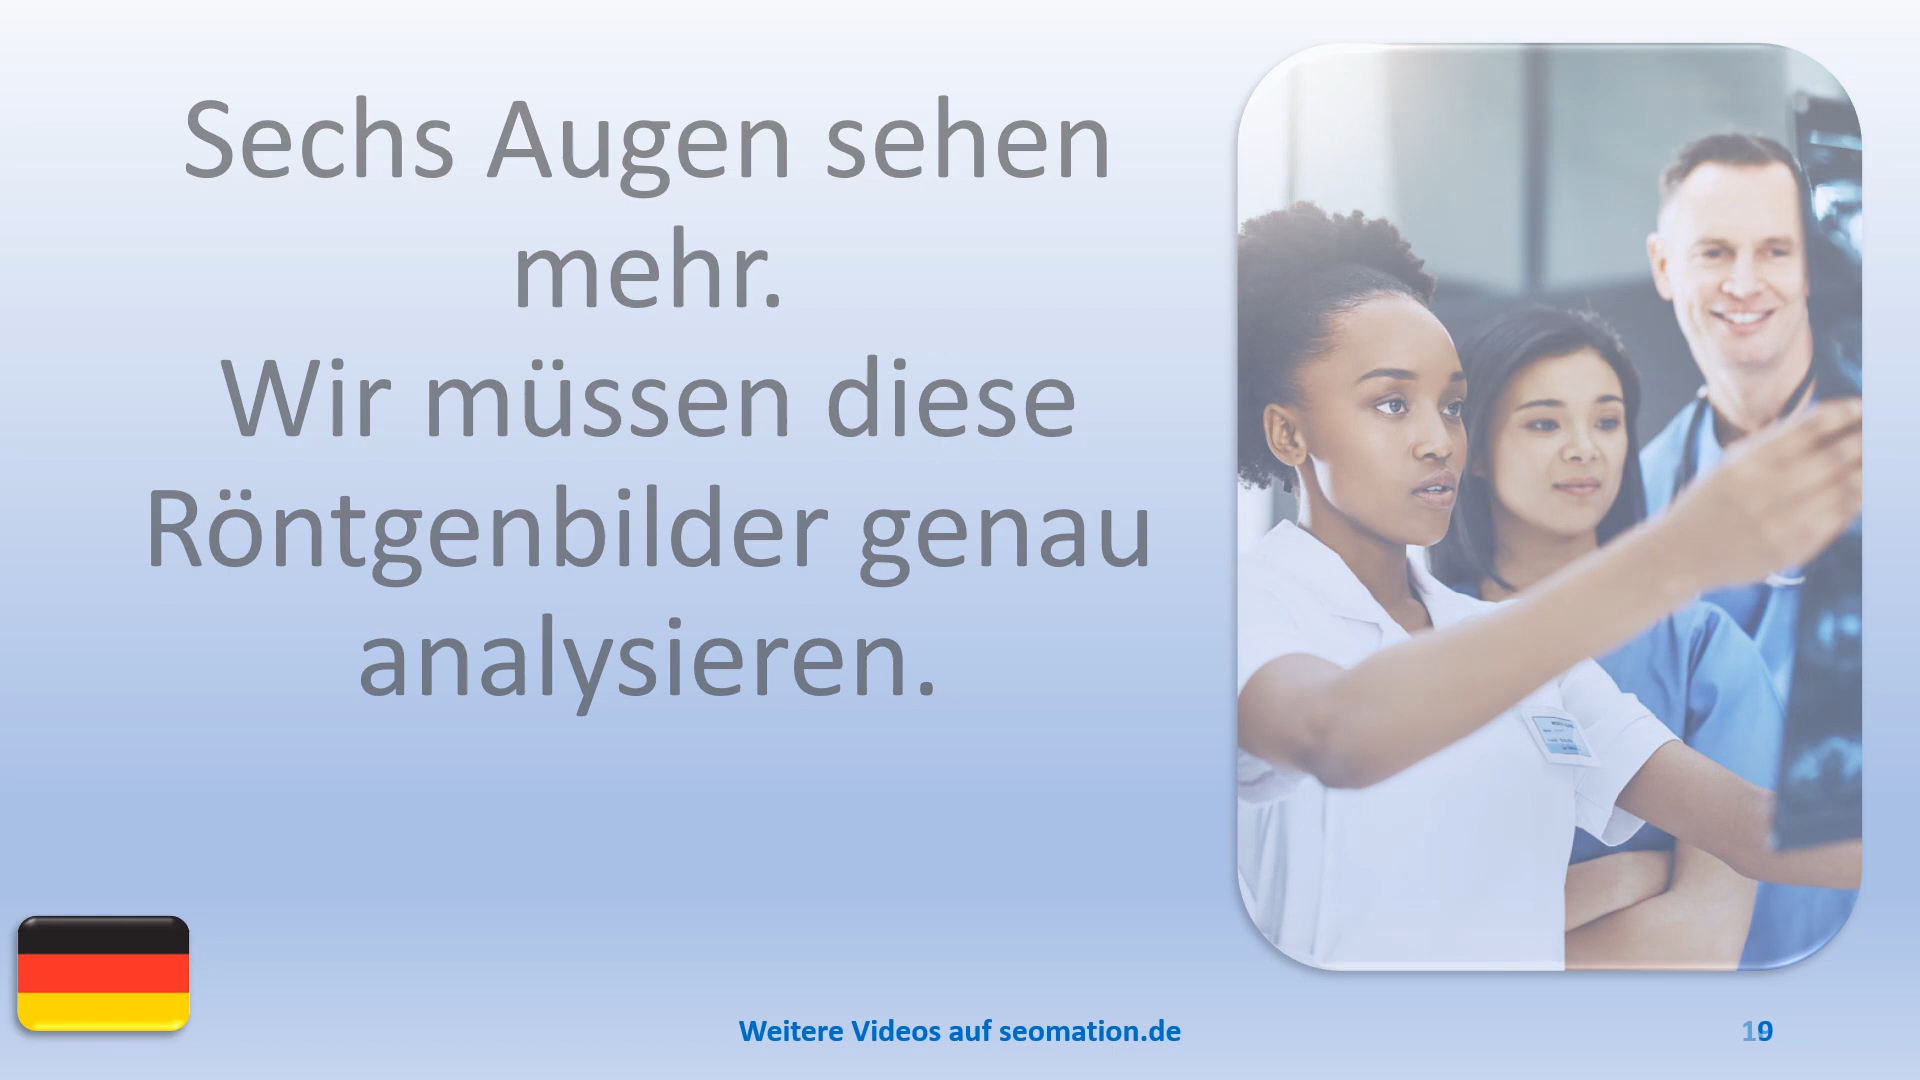 Sechs Augen sehen
mehr.
Wir müssen diese
Röntgenbilder genau
analysieren.
Weitere Videos auf seomation.de
19